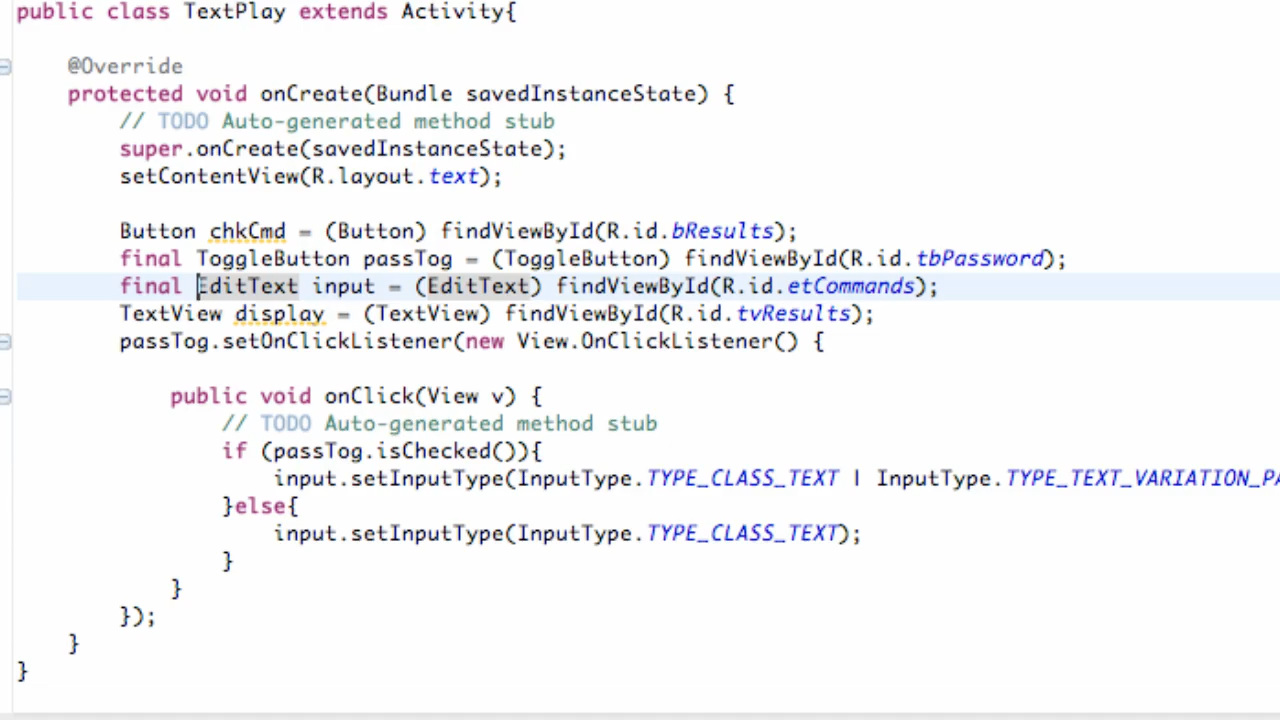 public class TextPlay extends Activity{
@Override
protected void onCreate(Bundle savedInstanceState) {
// TODO Auto-generated method stub
super.onCreate(savedInstanceState);
setContentView(R.layout.text);
Button chkCmd = (Button) findViewById(R.id.bResults);
final ToggleButton passTog = (ToggleButton) findViewById(R.id.tbPassword);
final EditText input = (EditText) findViewById(R.id.etCommands);
TextView display = (TextView) findViewById(R.id.tvResults);
passTog.setOnClickListener(new View.OnClickListener() {
public void onClick(View v) {
// TODO Auto-generated method stub
if (passTog.isChecked()){
input.setInputType(InputType.TYPE_CLASS_TEXT | InputType.TYPE_TEXT_VARIATION_PA
}else{
input.setInputType(InputType.TYPE_CLASS_TEXT);
}
}
});
}
}